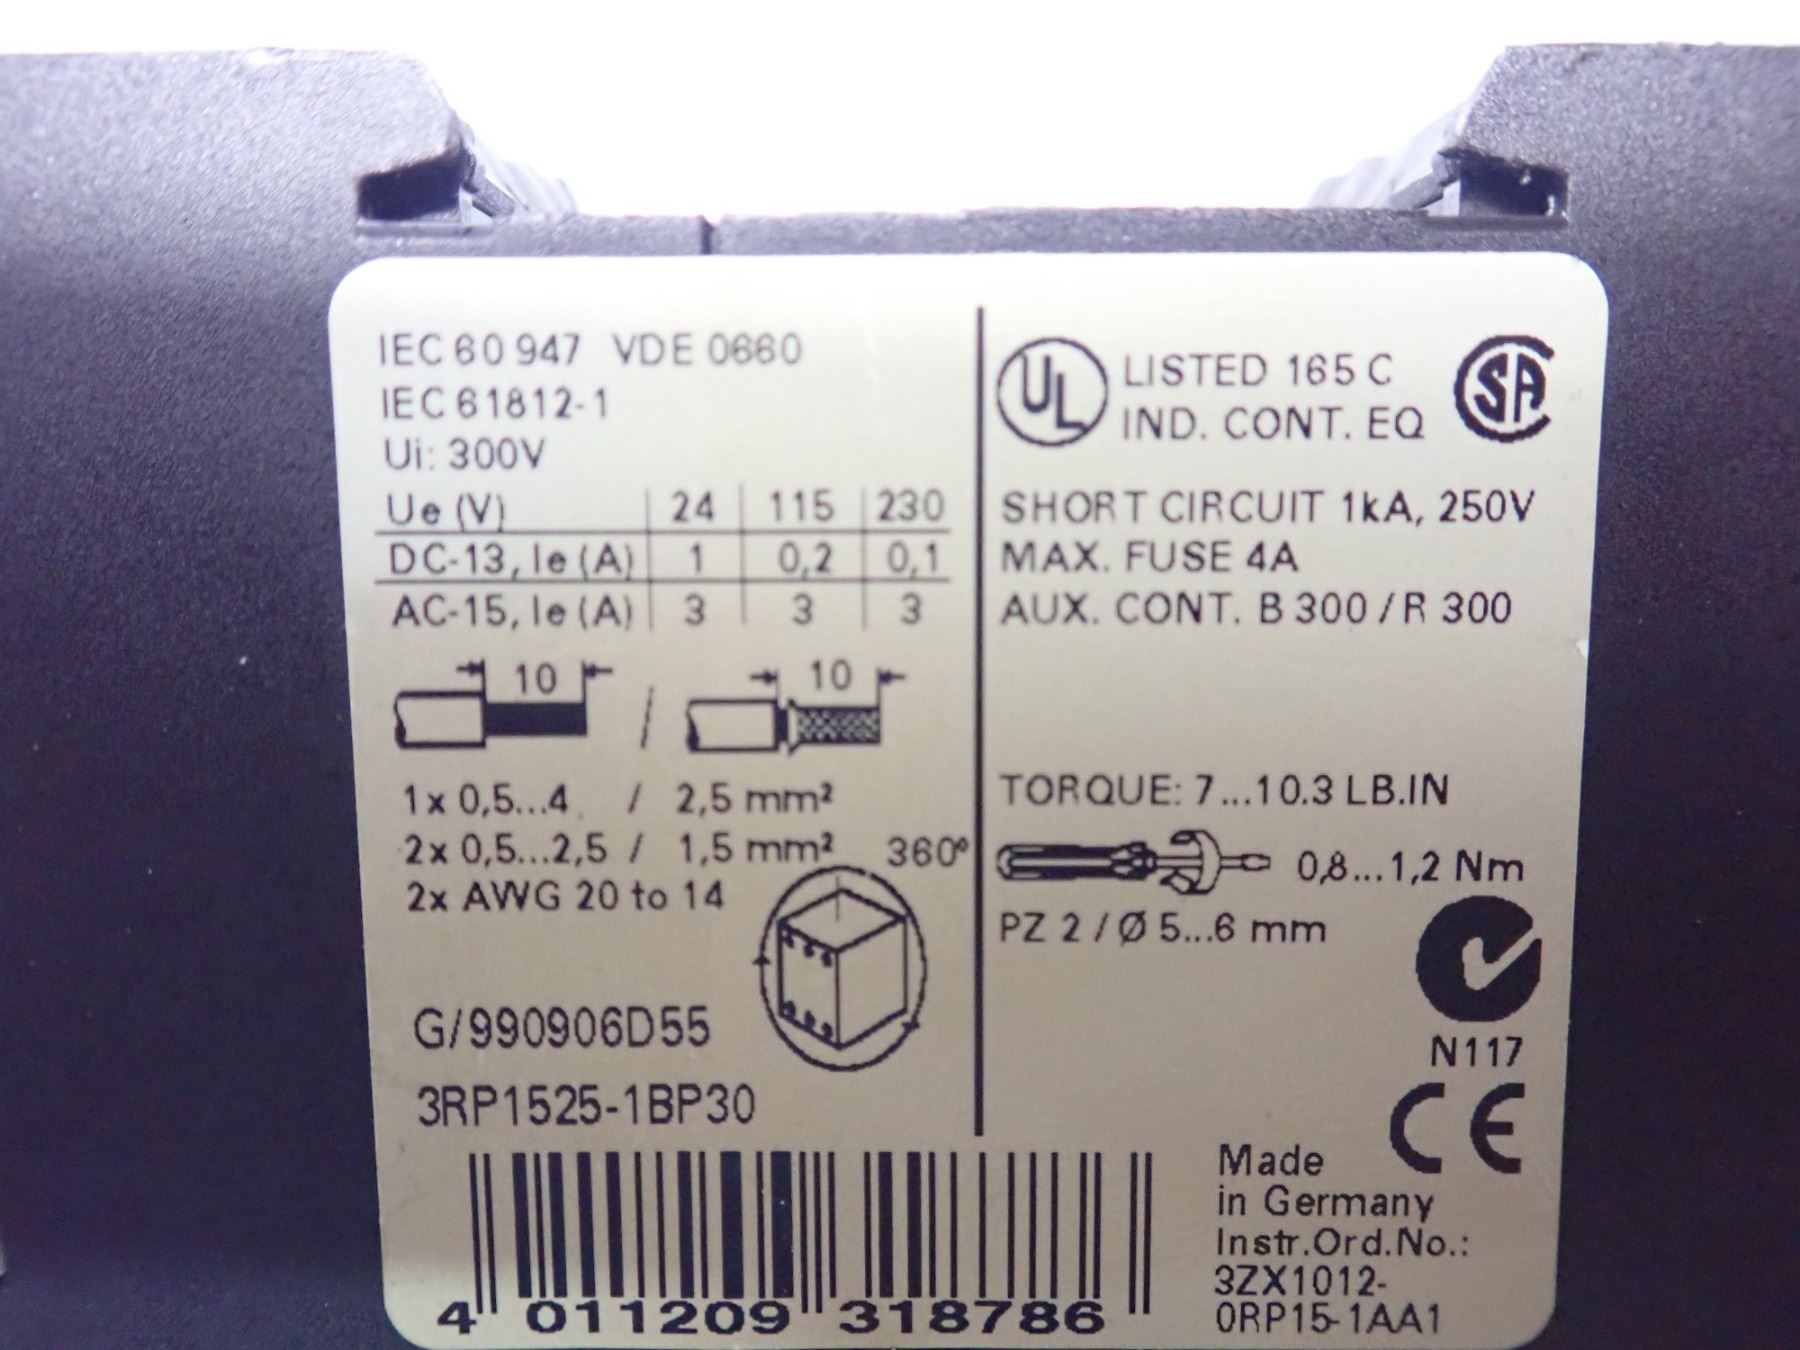 IEC 60 947 VDE 0660
IEC 61812-1
Ui: 300V
Ue (V) 24 115 230
DC-13, Ie (A) 1 0,2 0,1
AC-15, Ie (A) 3 3 3
10 / 10
1x 0,5...4 / 2,5 mm²
2x 0,5...2,5 / 1,5 mm²
2x AWG 20 to 14
360°
G/990906D55
3RP1525-1BP30
4 011209 318786
UL LISTED 165 C
IND. CONT. EQ
SA
SHORT CIRCUIT 1kA, 250V
MAX. FUSE 4A
AUX. CONT. B 300 / R 300
TORQUE: 7...10.3 LB.IN
0,8...1,2 Nm
PZ 2 / Ø 5...6 mm
N117
CE
Made
in Germany
Instr.Ord.No.:
3ZX1012-
0RP15-1AA1